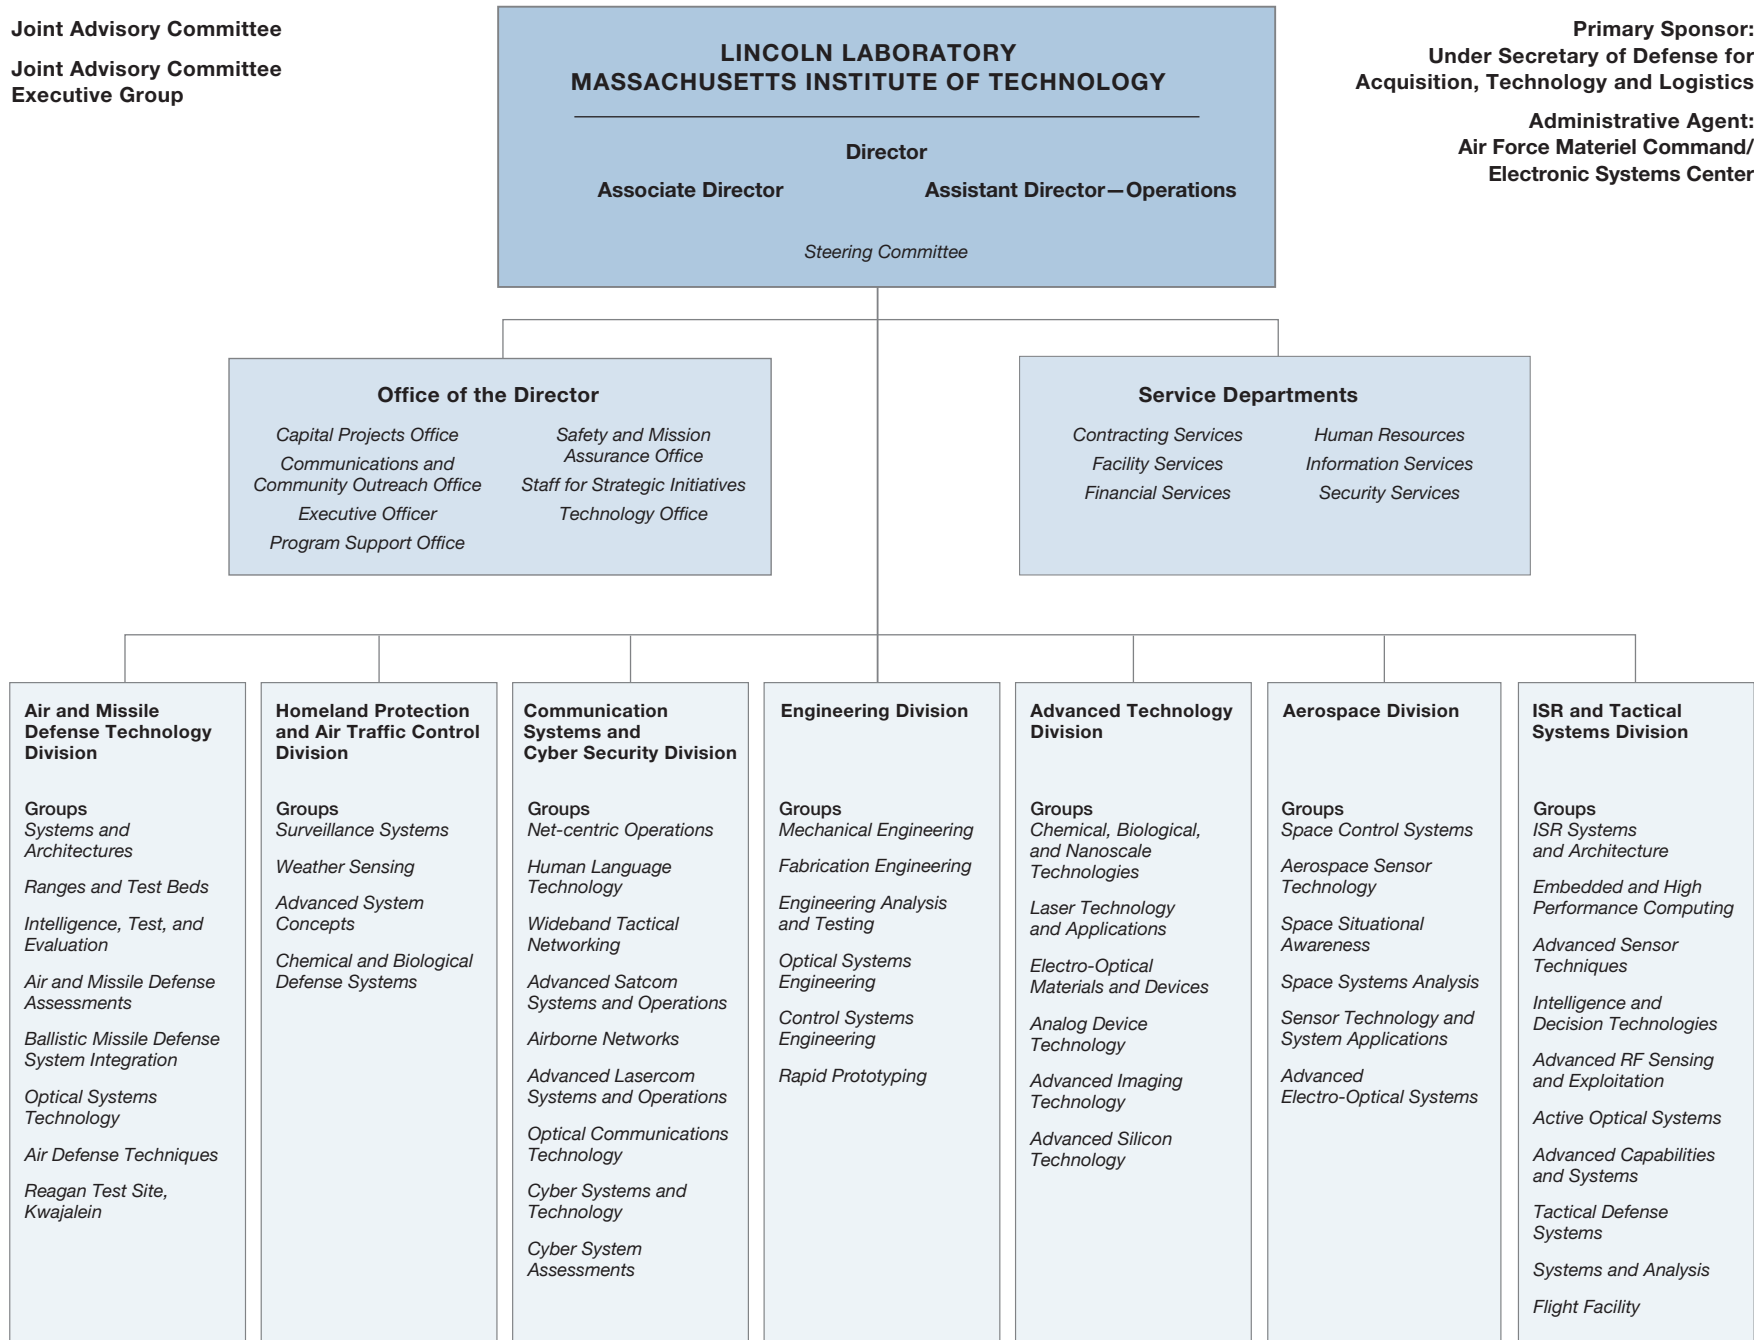 Joint Advisory Committee
Joint Advisory Committee
Executive Group
LINCOLN LABORATORY
MASSACHUSETTS INSTITUTE OF TECHNOLOGY
Director
Associate Director
Assistant Director—Operations
Steering Committee
Primary Sponsor:
Under Secretary of Defense for
Acquisition, Technology and Logistics
Administrative Agent:
Air Force Materiel Command/
Electronic Systems Center
Office of the Director
Capital Projects Office
Communications and
Community Outreach Office
Executive Officer
Program Support Office
Safety and Mission
Assurance Office
Staff for Strategic Initiatives
Technology Office
Service Departments
Contracting Services
Facility Services
Financial Services
Human Resources
Information Services
Security Services
Air and Missile
Defense Technology
Division
Groups
Systems and
Architectures
Ranges and Test Beds
Intelligence, Test, and
Evaluation
Air and Missile Defense
Assessments
Ballistic Missile Defense
System Integration
Optical Systems
Technology
Air Defense Techniques
Reagan Test Site,
Kwajalein
Homeland Protection
and Air Traffic Control
Division
Groups
Surveillance Systems
Weather Sensing
Advanced System
Concepts
Chemical and Biological
Defense Systems
Communication
Systems and
Cyber Security Division
Groups
Net-centric Operations
Human Language
Technology
Wideband Tactical
Networking
Advanced Satcom
Systems and Operations
Airborne Networks
Advanced Lasercom
Systems and Operations
Optical Communications
Technology
Cyber Systems and
Technology
Cyber System
Assessments
Engineering Division
Groups
Mechanical Engineering
Fabrication Engineering
Engineering Analysis
and Testing
Optical Systems
Engineering
Control Systems
Engineering
Rapid Prototyping
Advanced Technology
Division
Groups
Chemical, Biological,
and Nanoscale
Technologies
Laser Technology
and Applications
Electro-Optical
Materials and Devices
Analog Device
Technology
Advanced Imaging
Technology
Advanced Silicon
Technology
Aerospace Division
Groups
Space Control Systems
Aerospace Sensor
Technology
Space Situational
Awareness
Space Systems Analysis
Sensor Technology and
System Applications
Advanced
Electro-Optical Systems
ISR and Tactical
Systems Division
Groups
ISR Systems
and Architecture
Embedded and High
Performance Computing
Advanced Sensor
Techniques
Intelligence and
Decision Technologies
Advanced RF Sensing
and Exploitation
Active Optical Systems
Advanced Capabilities
and Systems
Tactical Defense
Systems
Systems and Analysis
Flight Facility